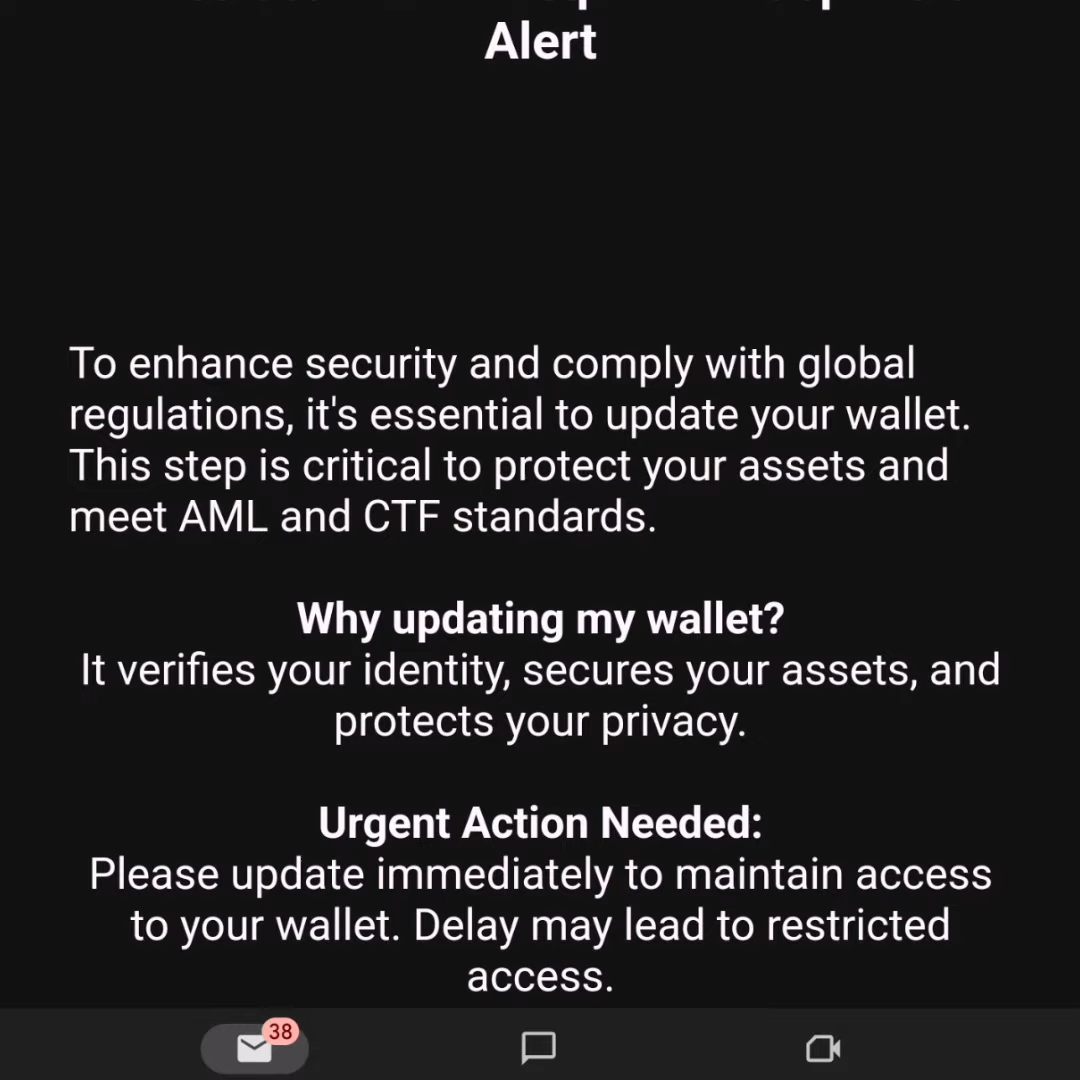 Alert
To enhance security and comply with global
regulations, it's essential to update your wallet.
This step is critical to protect your assets and
meet AML and CTF standards.
Why updating my wallet?
It verifies your identity, secures your assets, and
protects your privacy.
Urgent Action Needed:
Please update immediately to maintain access
to your wallet. Delay may lead to restricted
access.
38